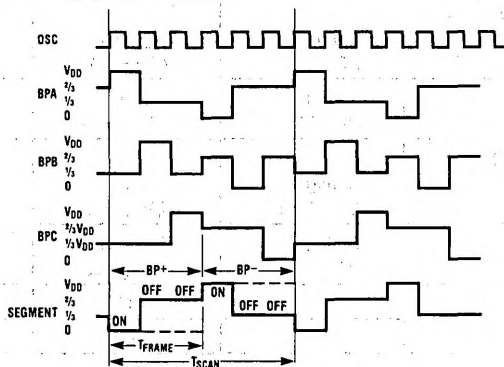 OSC
VDD
BPA 2/3
1/3
0
VDD
BPB 2/3
1/3
0
VDD
BPC 2/3VDD
1/3VDD
0
BP+ BP−
VDD
OFF OFF ON
SEGMENT 2/3
1/3 OFF OFF
0 ON
TFRAME
TSCAN